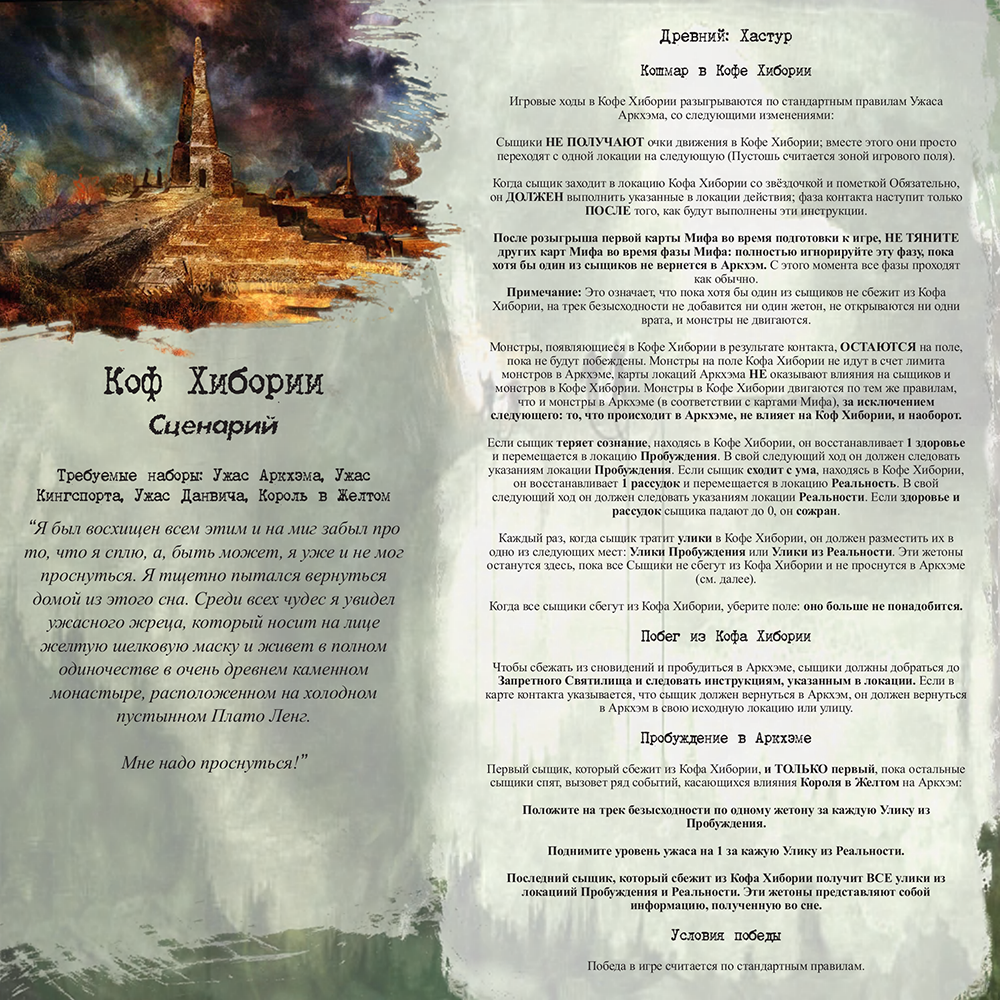 Коф Хибории
Сценарий
Требуемые наборы: Ужас Аркхэма, Ужас
Кингспорта, Ужас Данвича, Король в Желтом
“Я был восхищен всем этим и на миг забыл про
то, что я сплю, а, быть может, я уже и не мог
проснуться. Я тщетно пытался вернуться
домой из этого сна. Среди всех чудес я увидел
ужасного жреца, который носит на лице
желтую шелковую маску и живет в полном
одиночестве в очень древнем каменном
монастыре, расположенном на холодном
пустынном Плато Ленг.
Мне надо проснуться!”
Древний: Хастур
Кошмар в Кофе Хибории
Игровые ходы в Кофе Хибории разыгрываются по стандартным правилам Ужаса
Аркхэма, со следующими изменениями:
Сыщики НЕ ПОЛУЧАЮТ очки движения в Кофе Хибории; вместе этого они просто
переходят с одной локации на следующую (Пустошь считается зоной игрового поля).
Когда сыщик заходит в локацию Кофа Хибории со звёздочкой и пометкой Обязательно,
он ДОЛЖЕН выполнить указанные в локации действия; фаза контакта наступит только
ПОСЛЕ того, как будут выполнены эти инструкции.
После розыгрыша первой карты Мифа во время подготовки к игре, НЕ ТЯНИТЕ
других карт Мифа во время фазы Мифа: полностью игнорируйте эту фазу, пока
хотя бы один из сыщиков не вернется в Аркхэм. С этого момента все фазы проходят
как обычно.
Примечание: Это означает, что пока хотя бы один из сыщиков не сбежит из Кофа
Хибории, на трек безысходности не добавится ни один жетон, не открываются ни одни
врата, и монстры не двигаются.
Монстры, появляющиеся в Кофе Хибории в результате контакта, ОСТАЮТСЯ на поле,
пока не будут побеждены. Монстры на поле Кофа Хибории не идут в счет лимита
монстров в Аркхэме, карты локаций Аркхэма НЕ оказывают влияния на сыщиков и
монстров в Кофе Хибории. Монстры в Кофе Хибории двигаются по тем же правилам,
что и монстры в Аркхэме (в соответствии с картами Мифа), за исключением
следующего: то, что происходит в Аркхэме, не влияет на Коф Хибории, и наоборот.
Если сыщик теряет сознание, находясь в Кофе Хибории, он восстанавливает 1 здоровье
и перемещается в локацию Пробуждения. В свой следующий ход он должен следовать
указаниям локации Пробуждения. Если сыщик сходит с ума, находясь в Кофе Хибории,
он восстанавливает 1 рассудок и перемещается в локацию Реальность. В свой
следующий ход он должен следовать указаниям локации Реальности. Если здоровье и
рассудок сыщика падают до 0, он сожран.
Каждый раз, когда сыщик тратит улики в Кофе Хибории, он должен разместить их в
одно из следующих мест: Улики Пробуждения или Улики из Реальности. Эти жетоны
останутся здесь, пока все Сыщики не сбегут из Кофа Хибории и не проснутся в Аркхэме
(см. далее).
Когда все сыщики сбегут из Кофа Хибории, уберите поле: оно больше не понадобится.
Побег из Кофа Хибории
Чтобы сбежать из сновидений и пробудиться в Аркхэме, сыщики должны добраться до
Запретного Святилища и следовать инструкциям, указанным в локации. Если в
карте контакта указывается, что сыщик должен вернуться в Аркхэм, он должен вернуться
в Аркхэм в свою исходную локацию или улицу.
Пробуждение в Аркхэме
Первый сыщик, который сбежит из Кофа Хибории, и ТОЛЬКО первый, пока остальные
сыщики спят, вызовет ряд событий, касающихся влияния Короля в Желтом на Аркхэм:
Положите на трек безысходности по одному жетону за каждую Улику из
Пробуждения.
Поднимите уровень ужаса на 1 за кажую Улику из Реальности.
Последний сыщик, который сбежит из Кофа Хибории получит ВСЕ улики из
локациий Пробуждения и Реальности. Эти жетоны представляют собой
информацию, полученную во сне.
Условия победы
Победа в игре считается по стандартным правилам.